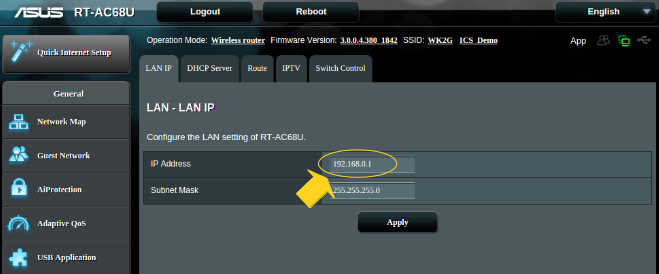 ASUS RT-AC68U Logout Reboot English
Operation Mode: Wireless router Firmware Version: 3.0.0.4.380_1842 SSID: WK2G ICS_Demo App
Quick Internet Setup
LAN IP DHCP Server Route IPTV Switch Control
General
LAN - LAN IP
Network Map
Configure the LAN setting of RT-AC68U.
Guest Network
IP Address 192.168.0.1
AiProtection
Subnet Mask 255.255.255.0
Adaptive QoS
Apply
USB Application